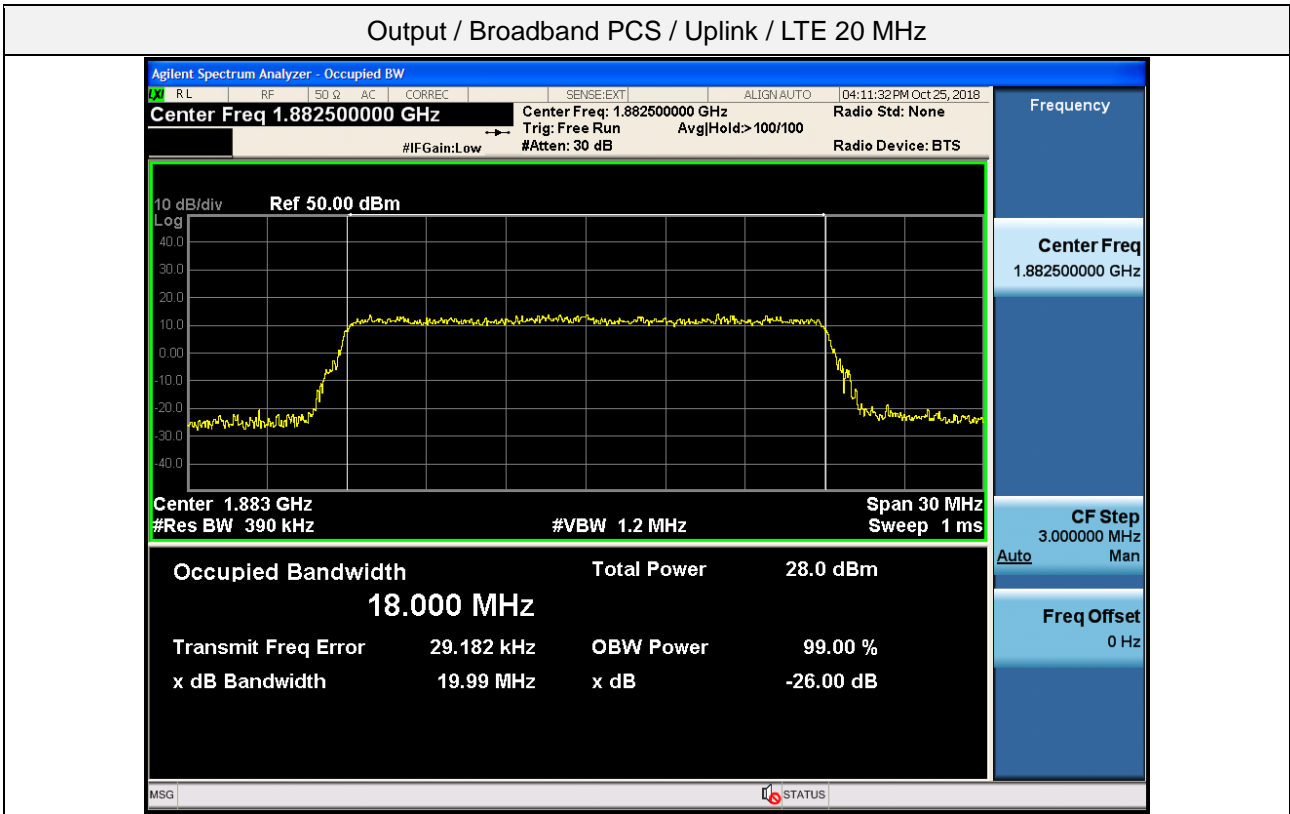 Output / Broadband PCS / Uplink / LTE 20 MHz
Agilent Spectrum Analyzer - Occupied BW
LXI RL RF 50 Ω AC CORREC SENSE:EXT ALIGN AUTO 04:11:32 PM Oct 25, 2018
Center Freq 1.882500000 GHz
Center Freq: 1.882500000 GHz
Radio Std: None
Trig: Free Run Avg|Hold:>100/100
#IFGain:Low
#Atten: 30 dB
Radio Device: BTS
Frequency
10 dB/div Ref 50.00 dBm
Log
40.0
30.0
20.0
10.0
0.00
-10.0
-20.0
-30.0
-40.0
Center 1.883 GHz
Span 30 MHz
#Res BW 390 kHz
#VBW 1.2 MHz
Sweep 1 ms
Center Freq
1.882500000 GHz
CF Step
3.000000 MHz
Auto Man
Freq Offset
0 Hz
Occupied Bandwidth
18.000 MHz
Total Power 28.0 dBm
Transmit Freq Error 29.182 kHz
OBW Power 99.00 %
x dB Bandwidth 19.99 MHz
x dB -26.00 dB
MSG
STATUS